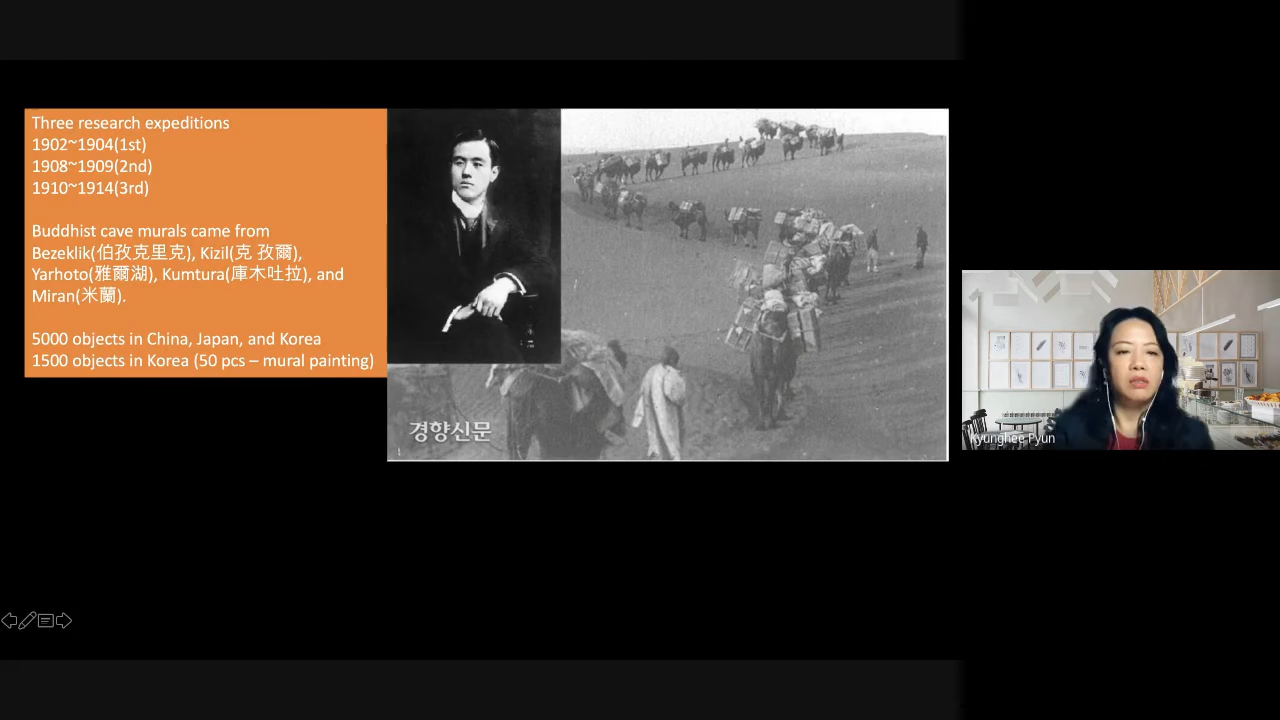 Three research expeditions
1902~1904(1st)
1908~1909(2nd)
1910~1914(3rd)
Buddhist cave murals came from
Bezeklik(伯孜克里克), Kizil(克 孜爾),
Yarhoto(雅爾湖), Kumtura(庫木吐拉), and
Miran(米蘭).
5000 objects in China, Japan, and Korea
1500 objects in Korea (50 pcs – mural painting)
경향신문
Kyunghee Pyun